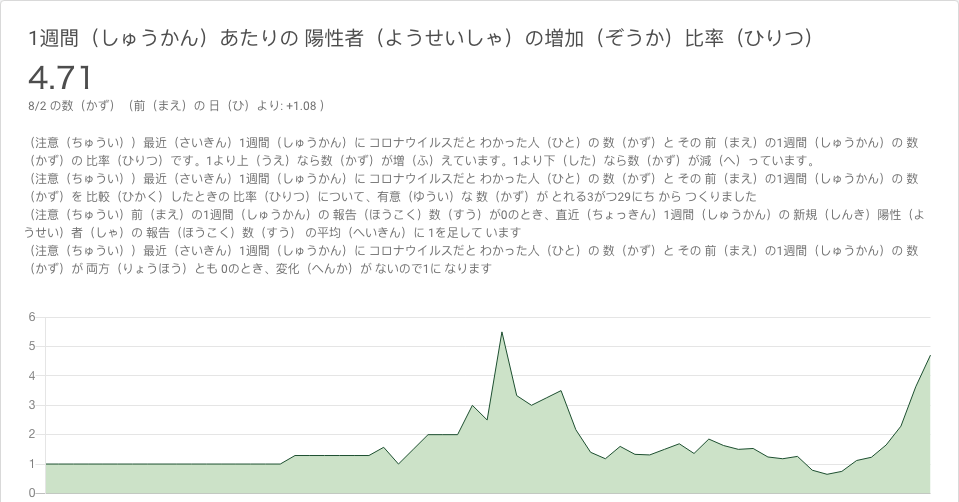 1週間（しゅうかん）あたりの 陽性者（ようせいしゃ）の増加（ぞうか）比率（ひりつ）
4.71
8/2 の数（かず）（前（まえ）の 日（ひ）より: +1.08 ）
（注意（ちゅうい））最近（さいきん）1週間（しゅうかん）に コロナウイルスだと わかった人（ひと）の 数（かず）と その 前（まえ）の1週間（しゅうかん）の 数
（かず）の 比率（ひりつ）です。1より上（うえ）なら数（かず）が増（ふ）えています。1より下（した）なら数（かず）が減（へ）っています。
（注意（ちゅうい））最近（さいきん）1週間（しゅうかん）に コロナウイルスだと わかった人（ひと）の 数（かず）と その 前（まえ）の1週間（しゅうかん）の 数
（かず）を 比較（ひかく）したときの 比率（ひりつ）について、有意（ゆうい）な 数（かず）が とれる3がつ29にち から つくりました
（注意（ちゅうい）前（まえ）の1週間（しゅうかん）の 報告（ほうこく）数（すう）が0のとき、直近（ちょっきん）1週間（しゅうかん）の 新規（しんき）陽性（よ
うせい）者（しゃ）の 報告（ほうこく）数（すう） の平均（へいきん）に 1を足して います
（注意（ちゅうい））最近（さいきん）1週間（しゅうかん）に コロナウイルスだと わかった人（ひと）の 数（かず）と その 前（まえ）の1週間（しゅうかん）の 数
（かず）が 両方（りょうほう）とも 0のとき、変化（へんか）が ないので1に なります
6
5
4
3
2
1
0